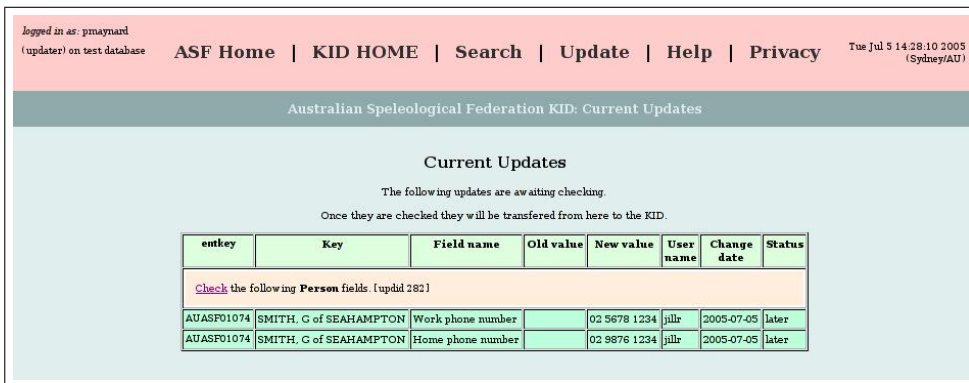 logged in as: pmaynard
(updater) on test database
ASF Home | KID HOME | Search | Update | Help | Privacy
Tue Jul 5 14:28:10 2005
(Sydney/AU)
Australian Speleological Federation KID: Current Updates
Current Updates
The following updates are awaiting checking.
Once they are checked they will be transfered from here to the KID.
entkey Key Field name Old value New value User name Change date Status
Check the following Person fields. [updid 282]
AUASF01074 SMITH, G of SEAHAMPTON Work phone number 02 5678 1234 jillr 2005-07-05 later
AUASF01074 SMITH, G of SEAHAMPTON Home phone number 02 9876 1234 jillr 2005-07-05 later